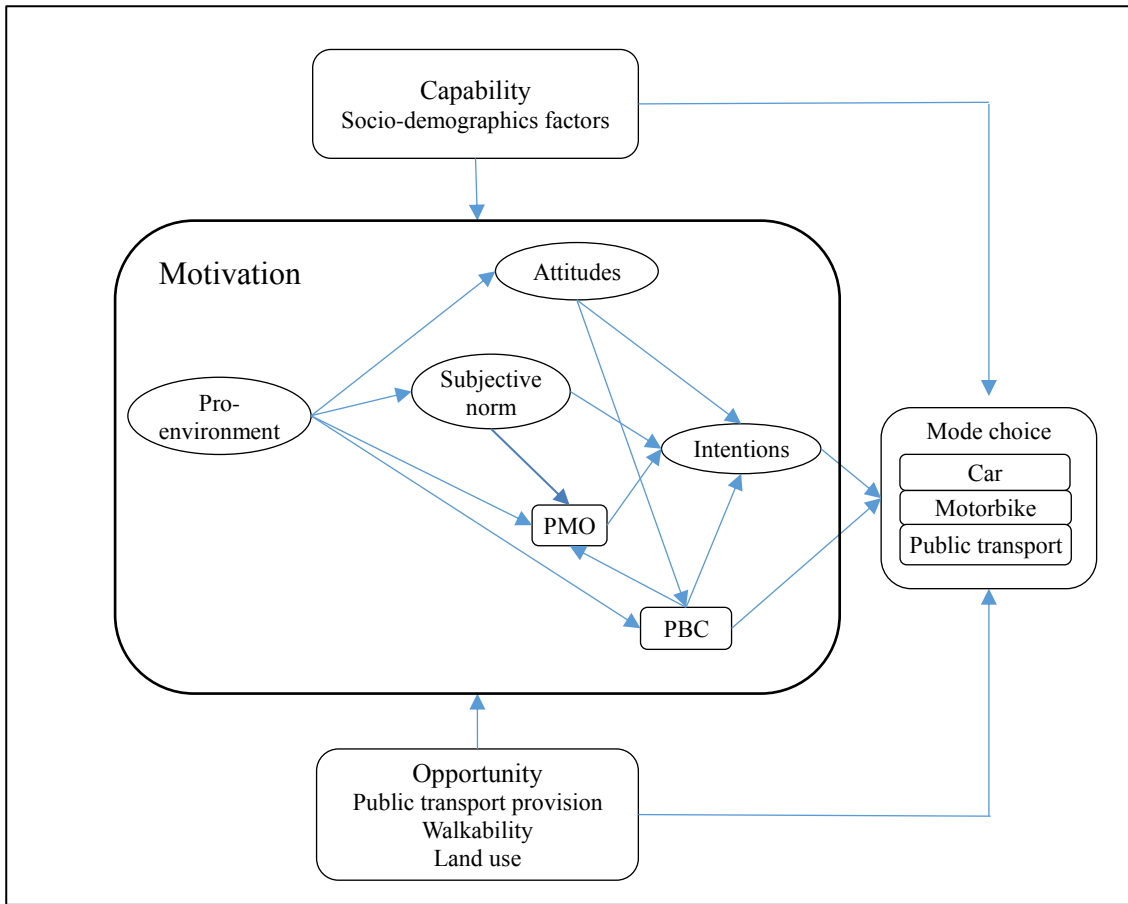 Capability
Socio-demographics factors
Motivation
Attitudes
Subjective
norm
Pro-
environment
Intentions
PMO
PBC
Mode choice
Car
Motorbike
Public transport
Opportunity
Public transport provision
Walkability
Land use